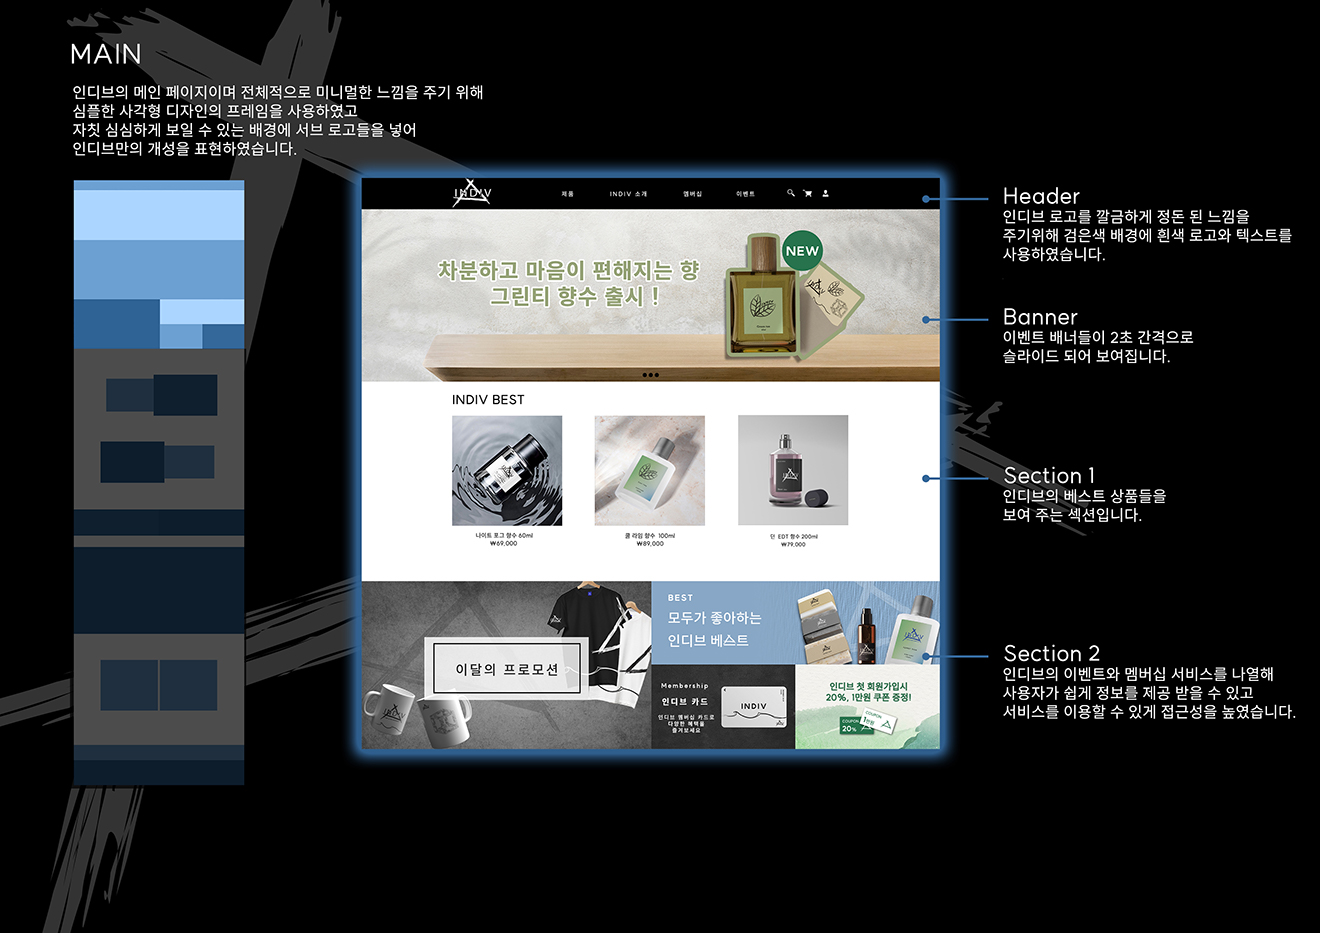 MAIN
인디브의 메인 페이지이며 전체적으로 미니멀한 느낌을 주기 위해
심플한 사각형 디자인의 프레임을 사용하였고
자칫 심심하게 보일 수 있는 배경에 서브 로고들을 넣어
인디브만의 개성을 표현하였습니다.
INDIV
제품
INDIV 소개
멤버십
이벤트
차분하고 마음이 편해지는 향
그린티 향수 출시 !
NEW
INDIV BEST
나이트 포그 향수 60ml
₩69,000
쿨 라임 향수 100ml
₩89,000
단 EDT 향수 200ml
₩79,000
이달의 프로모션
BEST
모두가 좋아하는
인디브 베스트
Membership
인디브 카드
인디브 멤버십 카드로
다양한 혜택을
즐겨보세요
INDIV
인디브 첫 회원가입시
20%, 1만원 쿠폰 증정!
COUPON
20%
COUPON
1만원
Header
인디브 로고를 깔금하게 정돈 된 느낌을
주기위해 검은색 배경에 흰색 로고와 텍스트를
사용하였습니다.
Banner
이벤트 배너들이 2초 간격으로
슬라이드 되어 보여집니다.
Section 1
인디브의 베스트 상품들을
보여 주는 섹션입니다.
Section 2
인디브의 이벤트와 멤버십 서비스를 나열해
사용자가 쉽게 정보를 제공 받을 수 있고
서비스를 이용할 수 있게 접근성을 높였습니다.